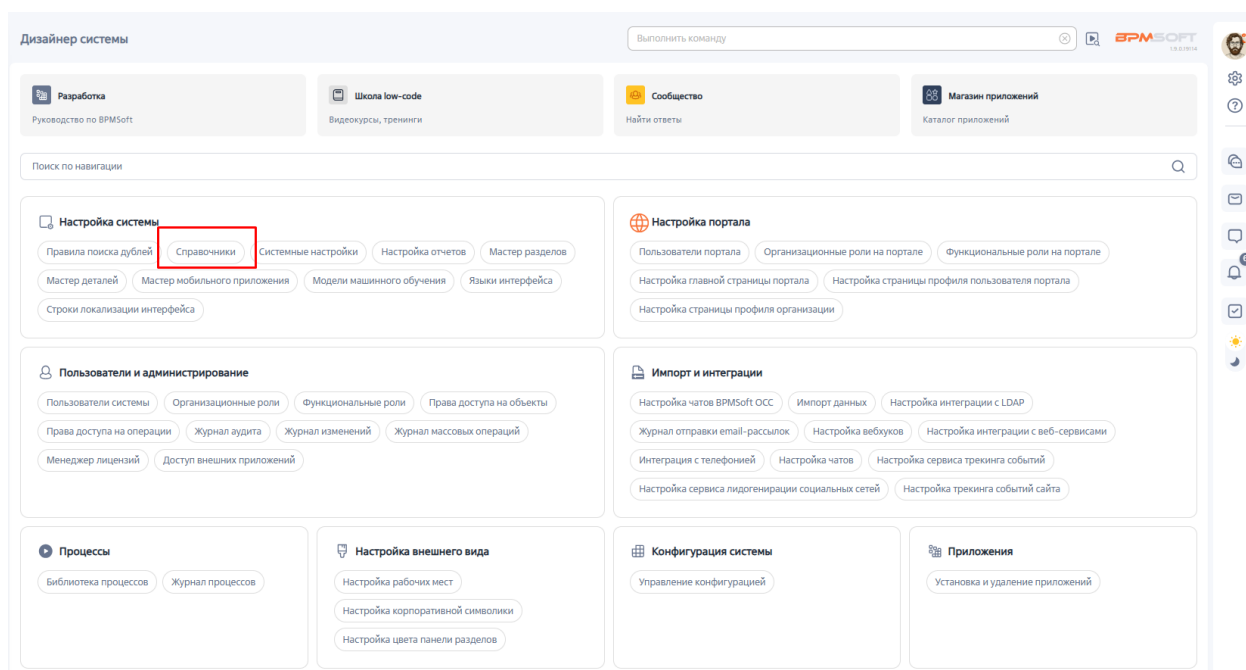 Дизайнер системы
Выполнить команду
BPMSOFT
Разработка
Руководство по BPMSoft
Школа low-code
Видеокурсы, тренинги
Сообщество
Найти ответы
Магазин приложений
Каталог приложений
Поиск по навигации
Настройка системы
Правила поиска дублей Справочники Системные настройки Настройка отчетов Мастер разделов
Мастер деталей Мастер мобильного приложения Модели машинного обучения Языки интерфейса
Строки локализации интерфейса
Настройка портала
Пользователи портала Организационные роли на портале Функциональные роли на портале
Настройка главной страницы портала Настройка страницы профиля пользователя портала
Настройка страницы профиля организации
Пользователи и администрирование
Пользователи системы Организационные роли Функциональные роли Права доступа на объекты
Права доступа на операции Журнал аудита Журнал изменений Журнал массовых операций
Менеджер лицензий Доступ внешних приложений
Импорт и интеграции
Настройка чатов BPMSoft OCC Импорт данных Настройка интеграции с LDAP
Журнал отправки email-рассылок Настройка вебхуков Настройка интеграции с веб-сервисами
Интеграция с телефонией Настройка чатов Настройка сервиса трекинга событий
Настройка сервиса лидогенирации социальных сетей Настройка трекинга событий сайта
Процессы
Библиотека процессов Журнал процессов
Настройка внешнего вида
Настройка рабочих мест
Настройка корпоративной символики
Настройка цвета панели разделов
Конфигурация системы
Управление конфигурацией
Приложения
Установка и удаление приложений